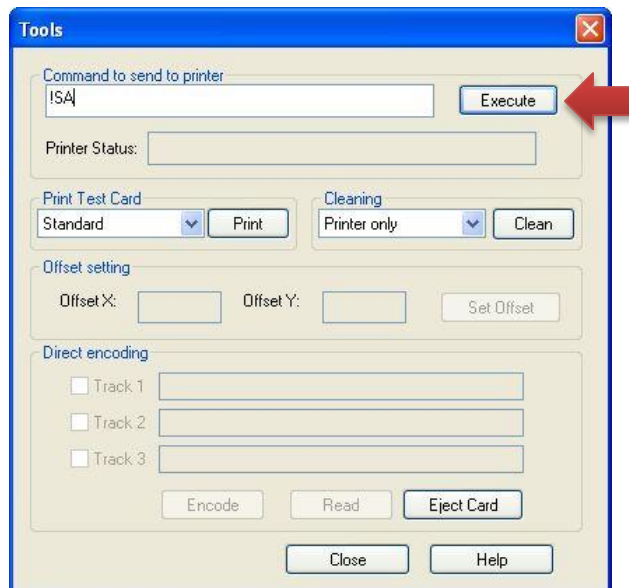 Tools
Command to send to printer
!SA
Execute
Printer Status:
Print Test Card
Standard
Print
Cleaning
Printer only
Clean
Offset setting
Offset X:
Offset Y:
Set Offset
Direct encoding
Track 1
Track 2
Track 3
Encode
Read
Eject Card
Close
Help